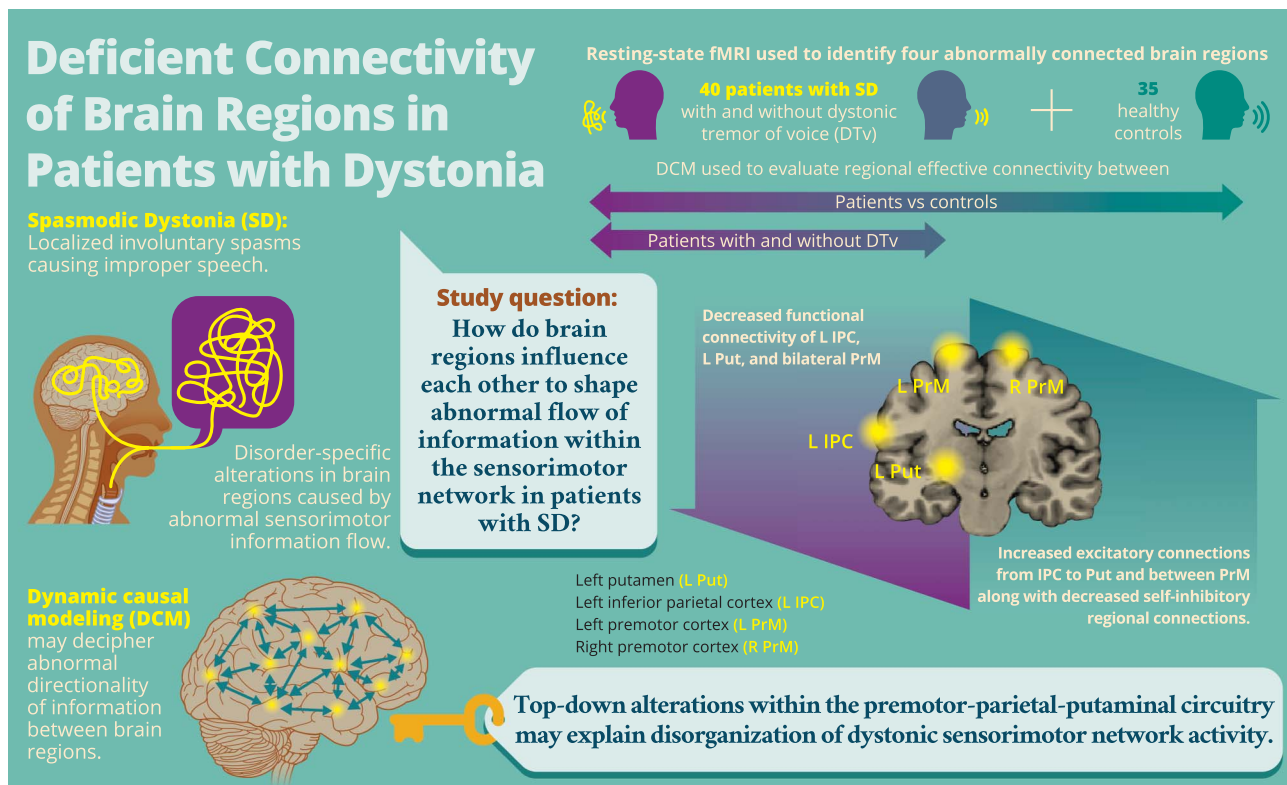 Deficient Connectivity
of Brain Regions in
Patients with Dystonia
Spasmodic Dystonia (SD):
Localized involuntary spasms
causing improper speech.
Disorder-specific
alterations in brain
regions caused by
abnormal sensorimotor
information flow.
Dynamic causal
modeling (DCM)
may decipher
abnormal
directionality
of information
between brain
regions.
Study question:
How do brain
regions influence
each other to shape
abnormal flow of
information within
the sensorimotor
network in patients
with SD?
Resting-state fMRI used to identify four abnormally connected brain regions
40 patients with SD
with and without dystonic
tremor of voice (DTv)
35
healthy
controls
DCM used to evaluate regional effective connectivity between
Patients vs controls
Patients with and without DTv
Decreased functional
connectivity of L IPC,
L Put, and bilateral PrM
L PrM
R PrM
L IPC
L Put
Increased excitatory connections
from IPC to Put and between PrM
along with decreased self-inhibitory
regional connections.
Left putamen (L Put)
Left inferior parietal cortex (L IPC)
Left premotor cortex (L PrM)
Right premotor cortex (R PrM)
Top-down alterations within the premotor-parietal-putaminal circuitry
may explain disorganization of dystonic sensorimotor network activity.